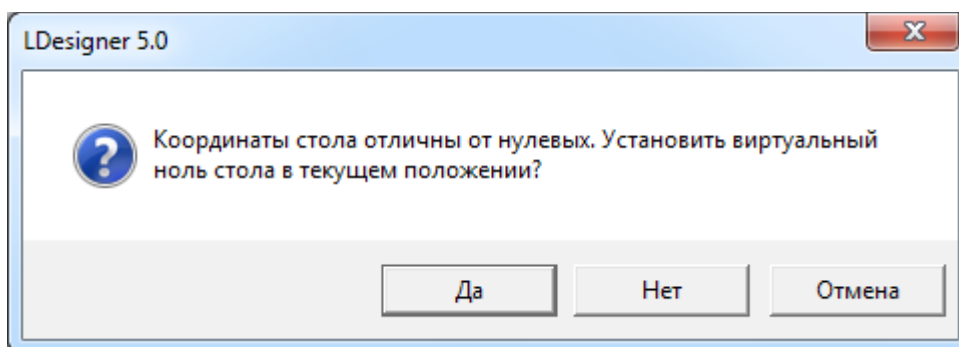 LDesigner 5.0
Координаты стола отличны от нулевых. Установить виртуальный
ноль стола в текущем положении?
Да Нет Отмена